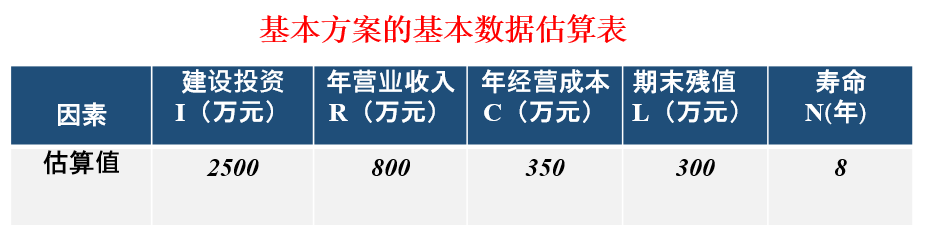 基本方案的基本数据估算表
因素 建设投资 I（万元） 年营业收入 R（万元） 年经营成本 C（万元） 期末残值 L（万元） 寿命 N(年)
估算值 2500 800 350 300 8